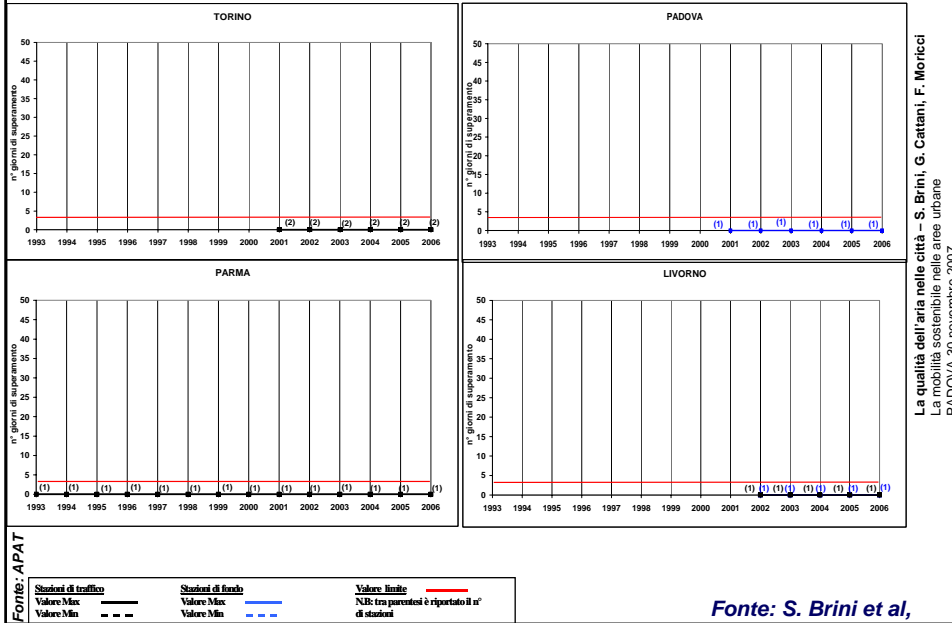 TORINO
n° giorni di superamento
50
45
40
35
30
25
20
15
10
5
0
(2) (2) (2) (2) (2) (2)
1993 1994 1995 1996 1997 1998 1999 2000 2001 2002 2003 2004 2005 2006
PADOVA
n° giorni di superamento
50
45
40
35
30
25
20
15
10
5
0
(1) (1) (1) (1) (1) (1)
1993 1994 1995 1996 1997 1998 1999 2000 2001 2002 2003 2004 2005 2006
PARMA
n° giorni di superamento
50
45
40
35
30
25
20
15
10
5
0
(1) (1) (1) (1) (1) (1) (1) (1) (1) (1) (1) (1) (1) (1)
1993 1994 1995 1996 1997 1998 1999 2000 2001 2002 2003 2004 2005 2006
LIVORNO
n° giorni di superamento
50
45
40
35
30
25
20
15
10
5
0
(1) (1) (1) (1) (1) (1) (1) (1) (1) (1)
1993 1994 1995 1996 1997 1998 1999 2000 2001 2002 2003 2004 2005 2006
La qualità dell'aria nelle città – S. Brini, G. Cattani, F. Moricci
La mobilità sostenibile nelle aree urbane
PADOVA 30 novembre 2007
Fonte: APAT
Stazioni di traffico
Valore Max
Valore Min
Stazioni di fondo
Valore Max
Valore Min
Valore limite
N.B: tra parentesi è riportato il n°
di stazioni
Fonte: S. Brini et al,